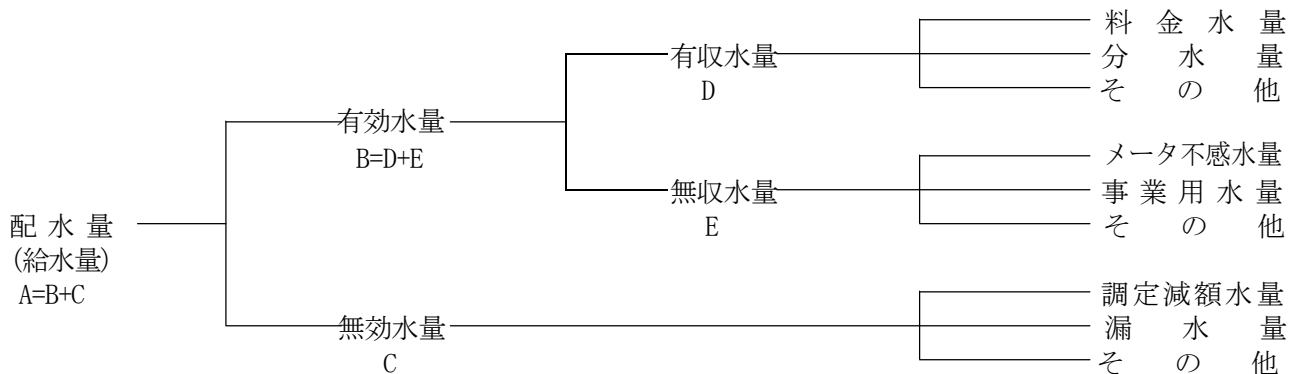 料金水量
有収水量
分水量
D
その他
有効水量
B=D+E
メータ不感水量
無収水量
事業用水量
E
その他
配水量
(給水量)
A=B+C
調定減額水量
無効水量
漏水量
C
その他